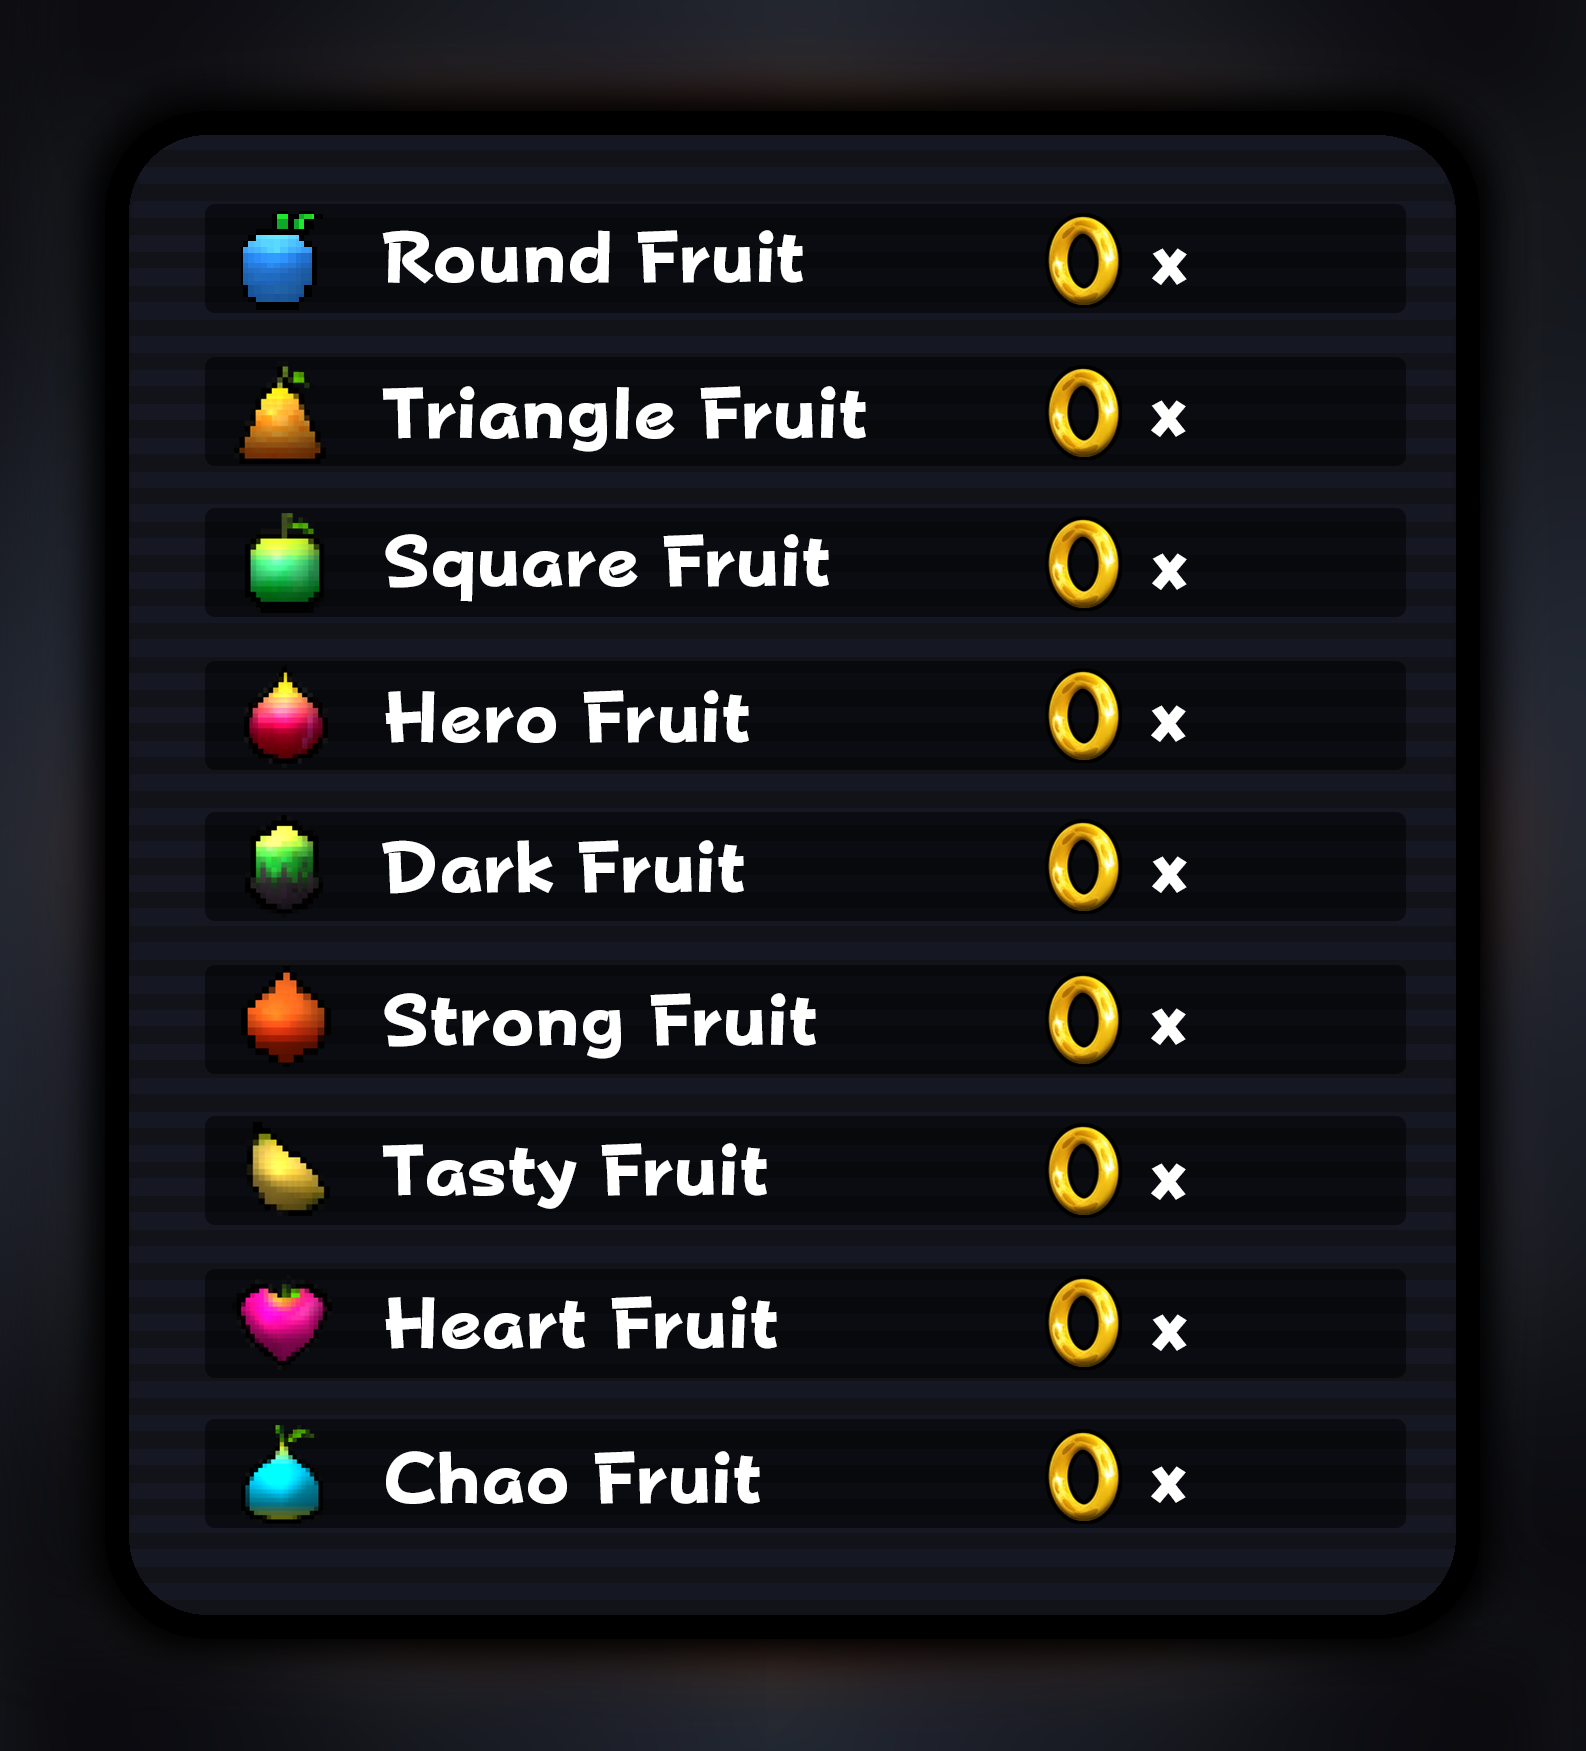 Round Fruit x
Triangle Fruit x
Square Fruit x
Hero Fruit x
Dark Fruit x
Strong Fruit x
Tasty Fruit x
Heart Fruit x
Chao Fruit x